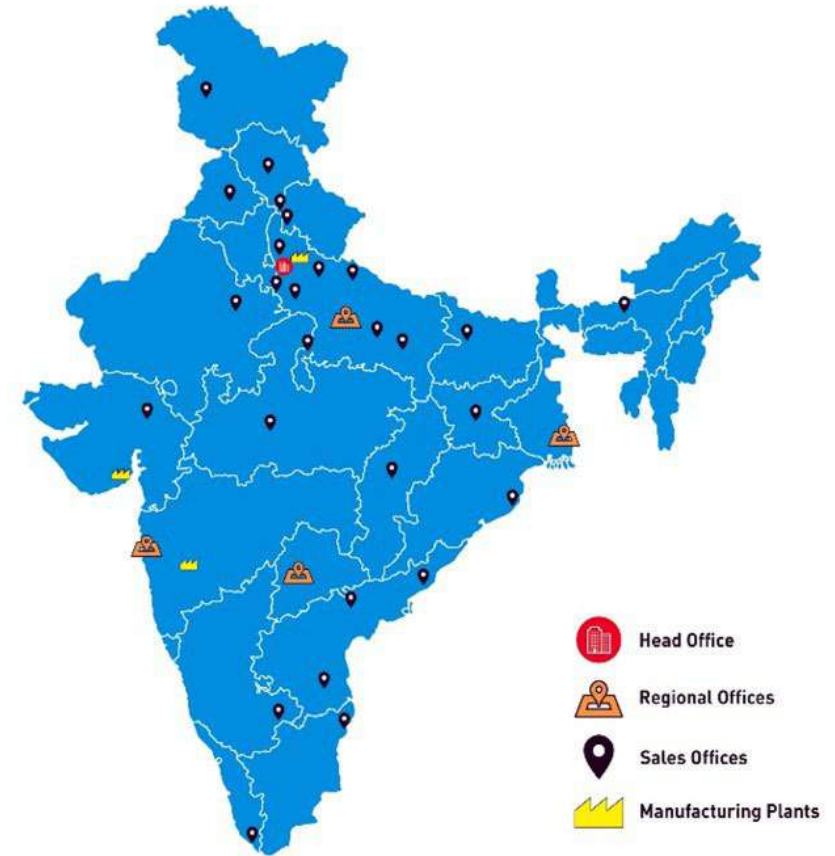 Head Office
Regional Offices
Sales Offices
Manufacturing Plants